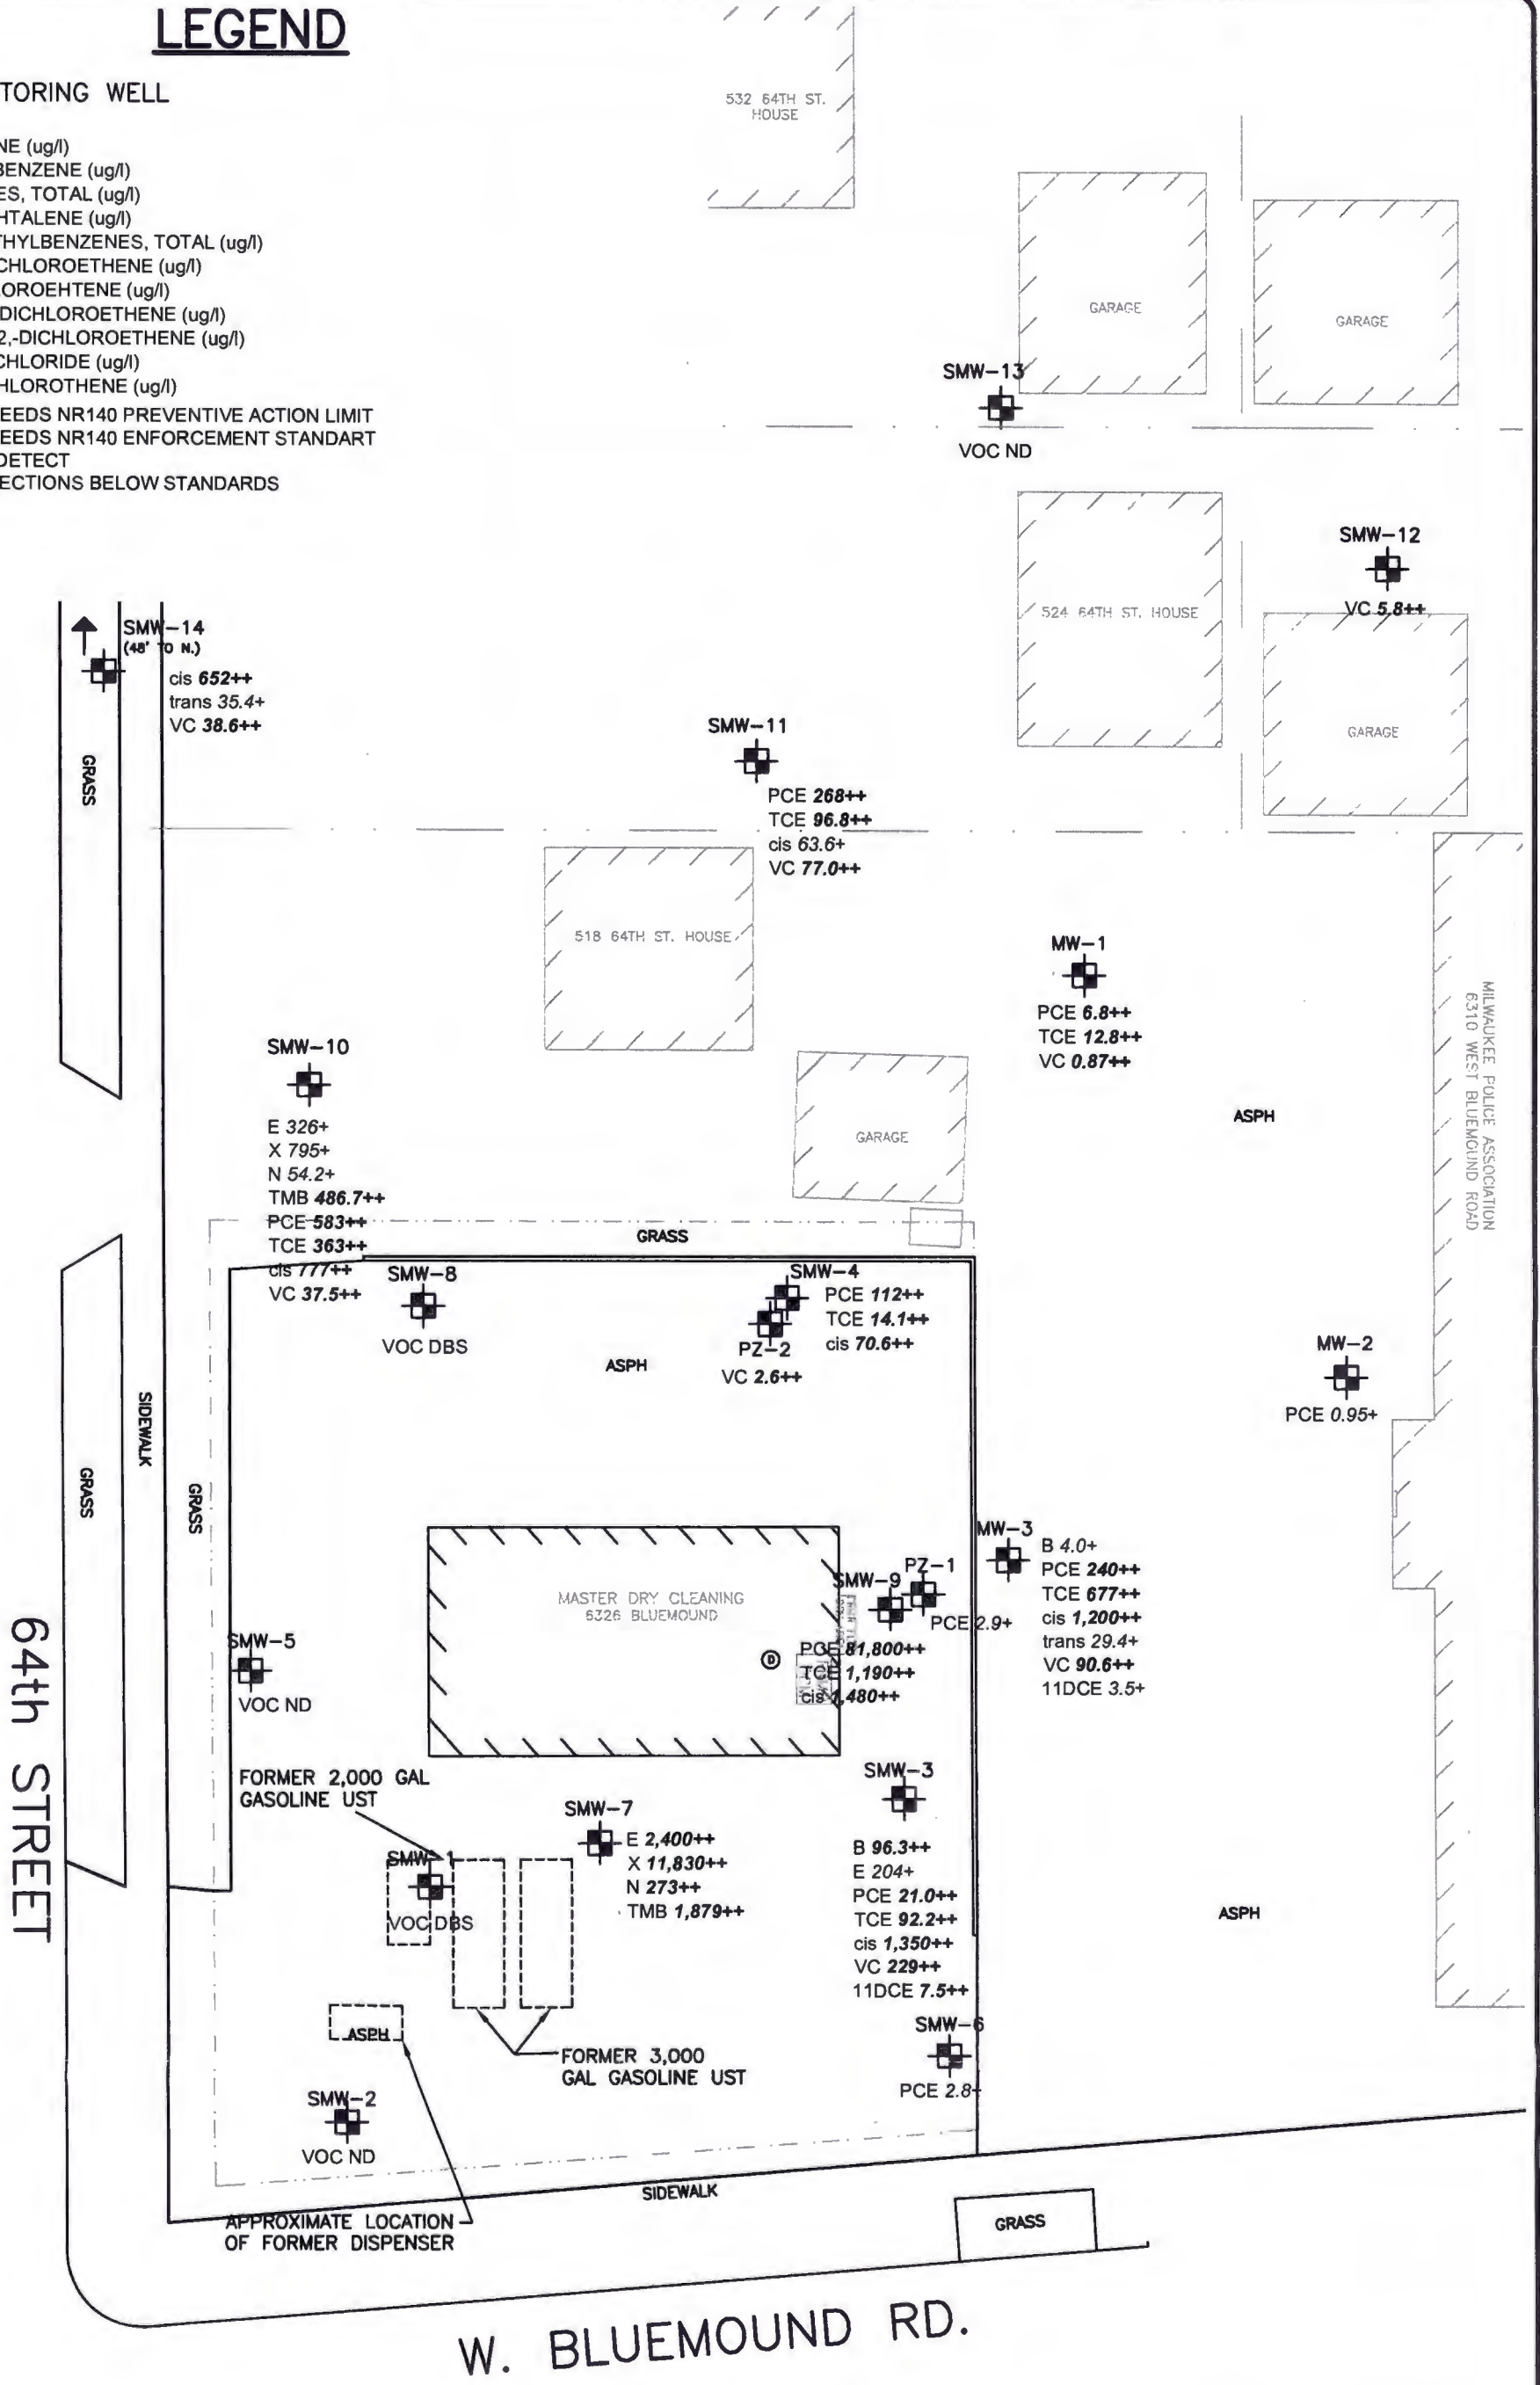 LEGEND
TORING WELL
NE (ug/l)
BENZENE (ug/l)
ES, TOTAL (ug/l)
HTALENE (ug/l)
THYLBENZENES, TOTAL (ug/l)
CHLOROETHENE (ug/l)
OROEHTENE (ug/l)
DICHLOROETHENE (ug/l)
2,-DICHLOROETHENE (ug/l)
CHLORIDE (ug/l)
HLOROTHENE (ug/l)
EEDS NR140 PREVENTIVE ACTION LIMIT
EEDS NR140 ENFORCEMENT STANDART
DETECT
ECTIONS BELOW STANDARDS
532 64TH ST.
HOUSE
GARAGE
GARAGE
SMW-13
VOC ND
SMW-12
VC 5.8++
524 64TH ST. HOUSE
GARAGE
SMW-14
(48' TO N.)
cis 652++
trans 35.4+
VC 38.6++
GRASS
SMW-11
PCE 268++
TCE 96.8++
cis 63.6+
VC 77.0++
518 64TH ST. HOUSE
MW-1
PCE 6.8++
TCE 12.8++
VC 0.87++
MILWAUKEE POLICE ASSOCIATION
6310 WEST BLUEMOUND ROAD
ASPH
SMW-10
E 326+
X 795+
N 54.2+
TMB 486.7++
PCE 583++
TCE 363++
cis 777++
VC 37.5++
GARAGE
GRASS
SMW-8
VOC DBS
SMW-4
PCE 112++
TCE 14.1++
cis 70.6++
PZ-2
VC 2.6++
ASPH
MW-2
PCE 0.95+
SIDEWALK
GRASS
GRASS
MASTER DRY CLEANING
6326 BLUEMOUND
D
SMW-9
PZ-1
PCE 2.9+
PCE 81,800++
TCE 1,190++
cis 1,480++
MW-3
B 4.0+
PCE 240++
TCE 677++
cis 1,200++
trans 29.4+
VC 90.6++
11DCE 3.5+
SMW-5
VOC ND
64th STREET
FORMER 2,000 GAL
GASOLINE UST
SMW-7
E 2,400++
X 11,830++
N 273++
TMB 1,879++
SMW-1
VOC DBS
SMW-3
B 96.3++
E 204+
PCE 21.0++
TCE 92.2++
cis 1,350++
VC 229++
11DCE 7.5++
ASPH
ASPH
FORMER 3,000
GAL GASOLINE UST
SMW-6
PCE 2.8+
SMW-2
VOC ND
APPROXIMATE LOCATION
OF FORMER DISPENSER
SIDEWALK
GRASS
W. BLUEMOUND RD.